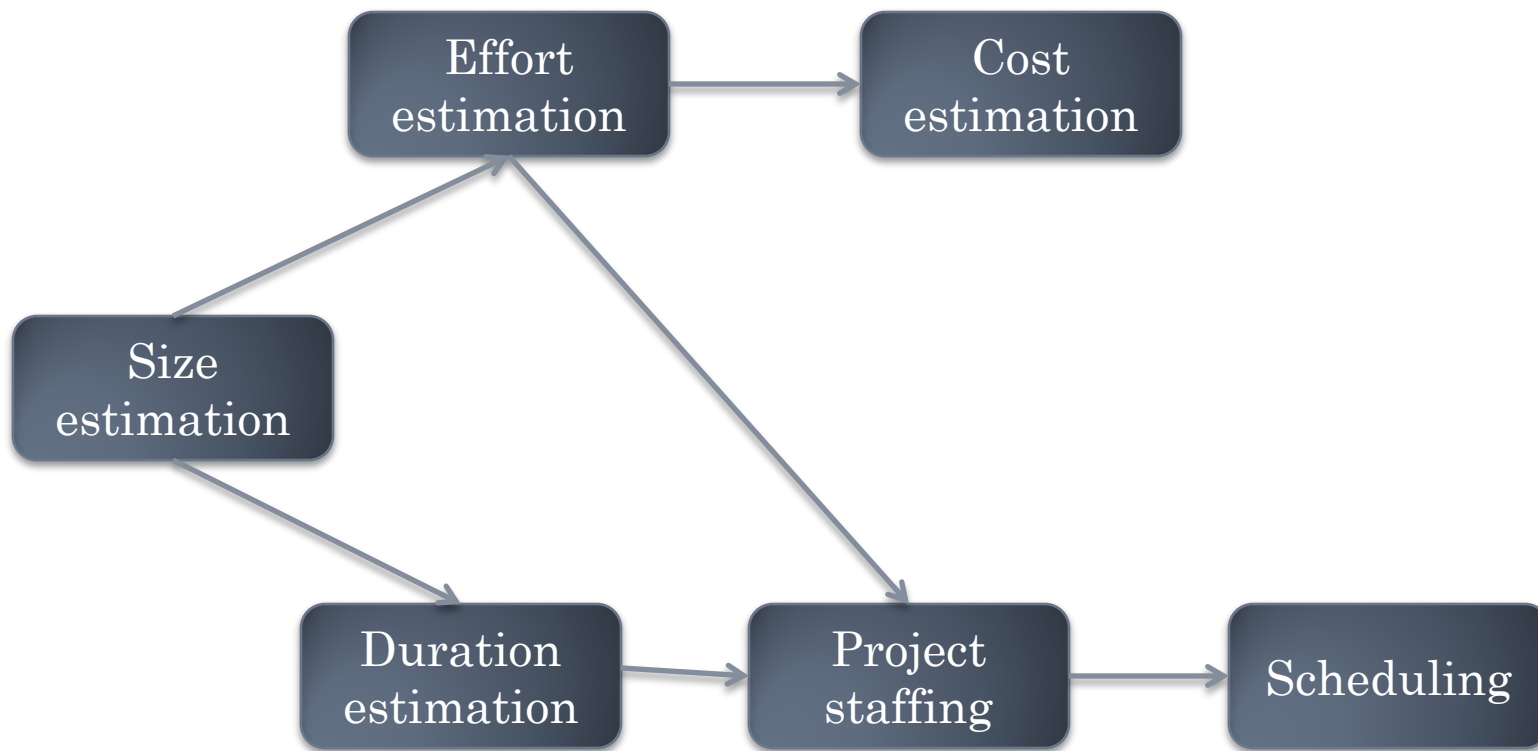 Effort
estimation
Cost
estimation
Size
estimation
Duration
estimation
Project
staffing
Scheduling